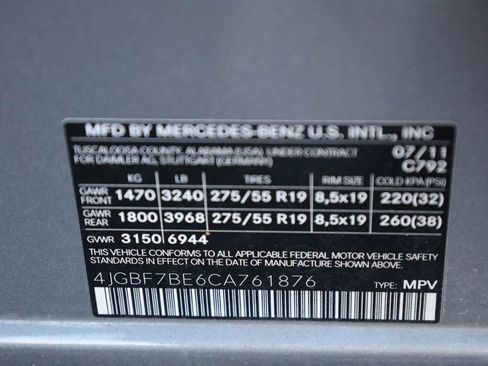 MFD BY MERCEDES-BENZ U.S. INTL., INC
TUSCALOOSA COUNTY, ALABAMA (USA), UNDER CONTRACT 07/11
FOR DAIMLER AG, STUTTGART (GERMANY) C792
KG LB TIRES RIM SIZE COLD KPA (PSI)
GAWR FRONT 1470 3240 275/55 R19 8,5x19 220(32)
GAWR REAR 1800 3968 275/55 R19 8,5x19 260(38)
GVWR 3150 6944
THIS VEHICLE CONFORMS TO ALL APPLICABLE FEDERAL MOTOR VEHICLE SAFETY
STANDARDS IN EFFECT ON THE DATE OF MANUFACTURE SHOWN ABOVE.
4JGBF7BE6CA761876
TYPE: MPV